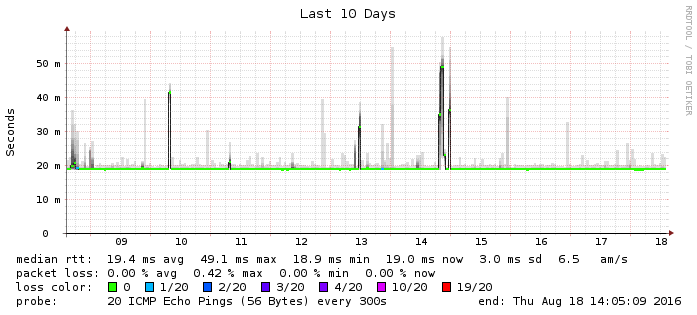 Last 10 Days
RRDTOOL / TOBI OETIKER
Seconds
50 m
40 m
30 m
20 m
10 m
0
09 10 11 12 13 14 15 16 17 18
median rtt: 19.4 ms avg 49.1 ms max 18.9 ms min 19.0 ms now 3.0 ms sd 6.5 am/s
packet loss: 0.00 % avg 0.42 % max 0.00 % min 0.00 % now
loss color: 0 1/20 2/20 3/20 4/20 10/20 19/20
probe: 20 ICMP Echo Pings (56 Bytes) every 300s end: Thu Aug 18 14:05:09 2016